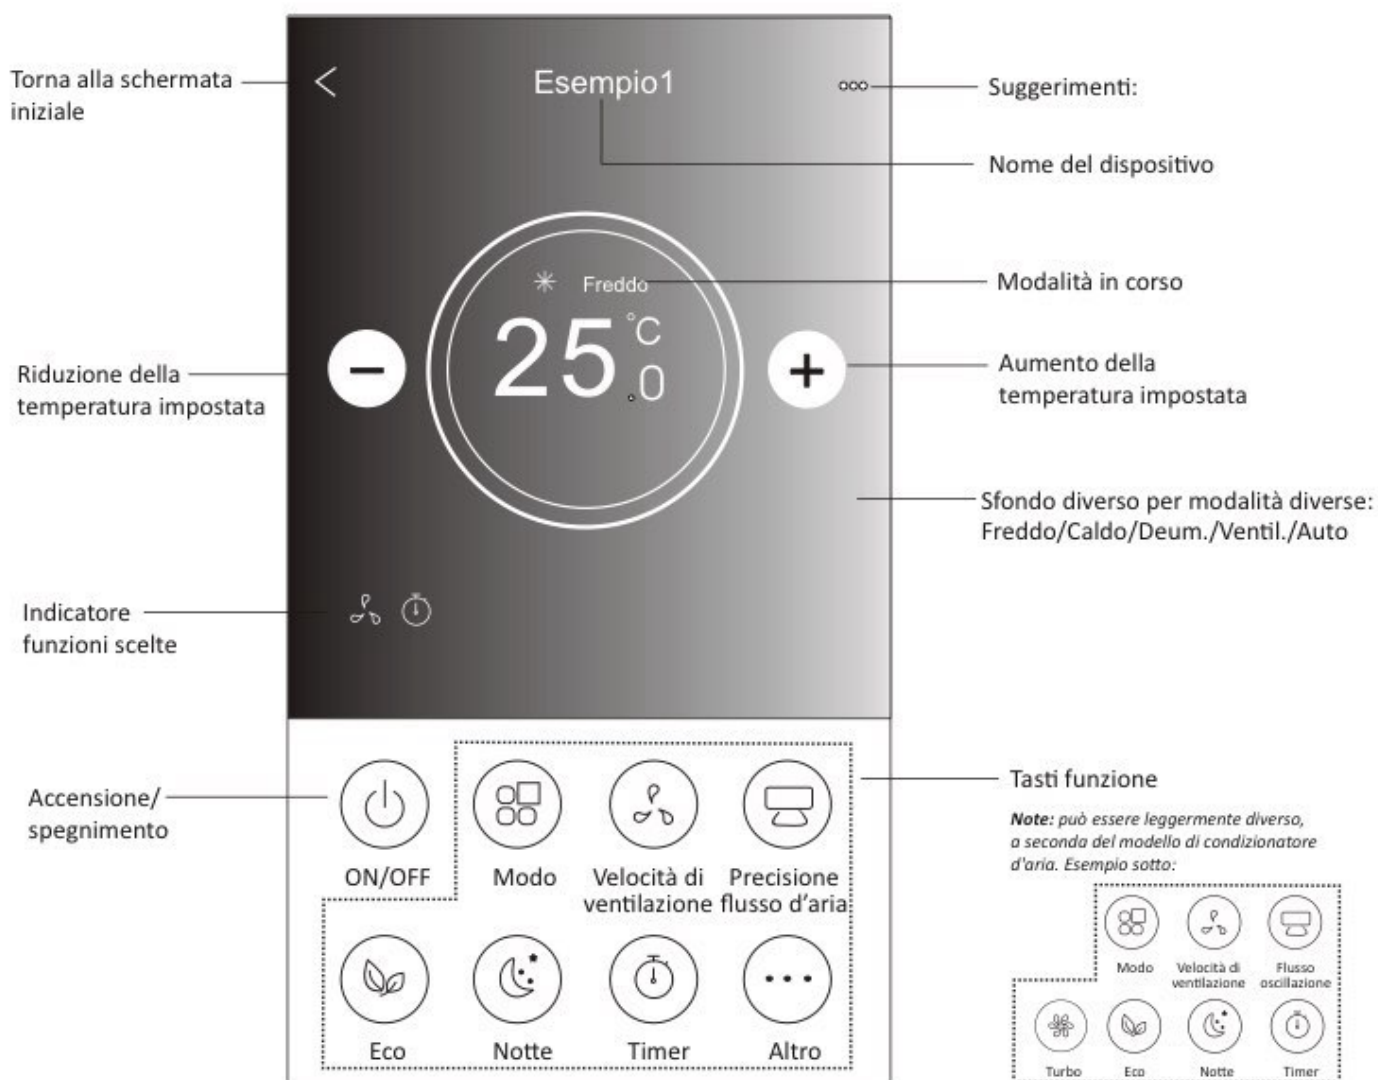 Torna alla schermata
iniziale
Esempio1
Suggerimenti:
Nome del dispositivo
Freddo
Modalità in corso
25°C
.0
Riduzione della
temperatura impostata
Aumento della
temperatura impostata
Sfondo diverso per modalità diverse:
Freddo/Caldo/Deum./Ventil./Auto
Indicatore
funzioni scelte
Accensione/
spegnimento
ON/OFF
Modo
Velocità di
ventilazione
Precisione
flusso d'aria
Eco
Notte
Timer
Altro
Tasti funzione
Note: può essere leggermente diverso,
a seconda del modello di condizionatore
d'aria. Esempio sotto:
Modo
Velocità di
ventilazione
Flusso
oscillazione
Turbo
Eco
Notte
Timer